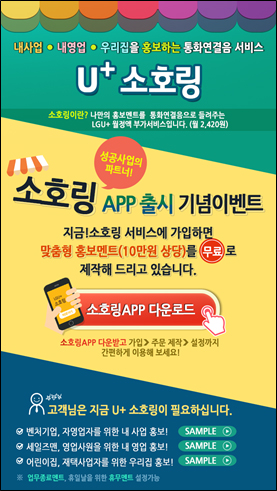 내사업 • 내영업 • 우리집을 홍보하는 통화연결음 서비스
U+ 소호링
소호링이란? 나만의 홍보멘트를 통화연결음으로 들려주는
LGU+ 월정액 부가서비스입니다. (월 2,420원)
성공사업의
파트너!
소호링 APP 출시 기념이벤트
지금!소호링 서비스에 가입하면
맞춤형 홍보멘트(10만원 상당)를 무료로
제작해 드리고 있습니다.
소호링APP 다운로드
소호링APP 다운받고 가입 > 주문 제작 > 설정까지
간편하게 이용해 보세요!
고객님은 지금 U+ 소호링이 필요하십니다.
벤처기업, 자영업자를 위한 내 사업 홍보! SAMPLE
세일즈맨, 영업사원을 위한 내 영업 홍보! SAMPLE
어린이집, 재택사업자를 위한 우리집 홍보! SAMPLE
※ 업무종료멘트, 휴일날을 위한 휴무멘트 설정가능